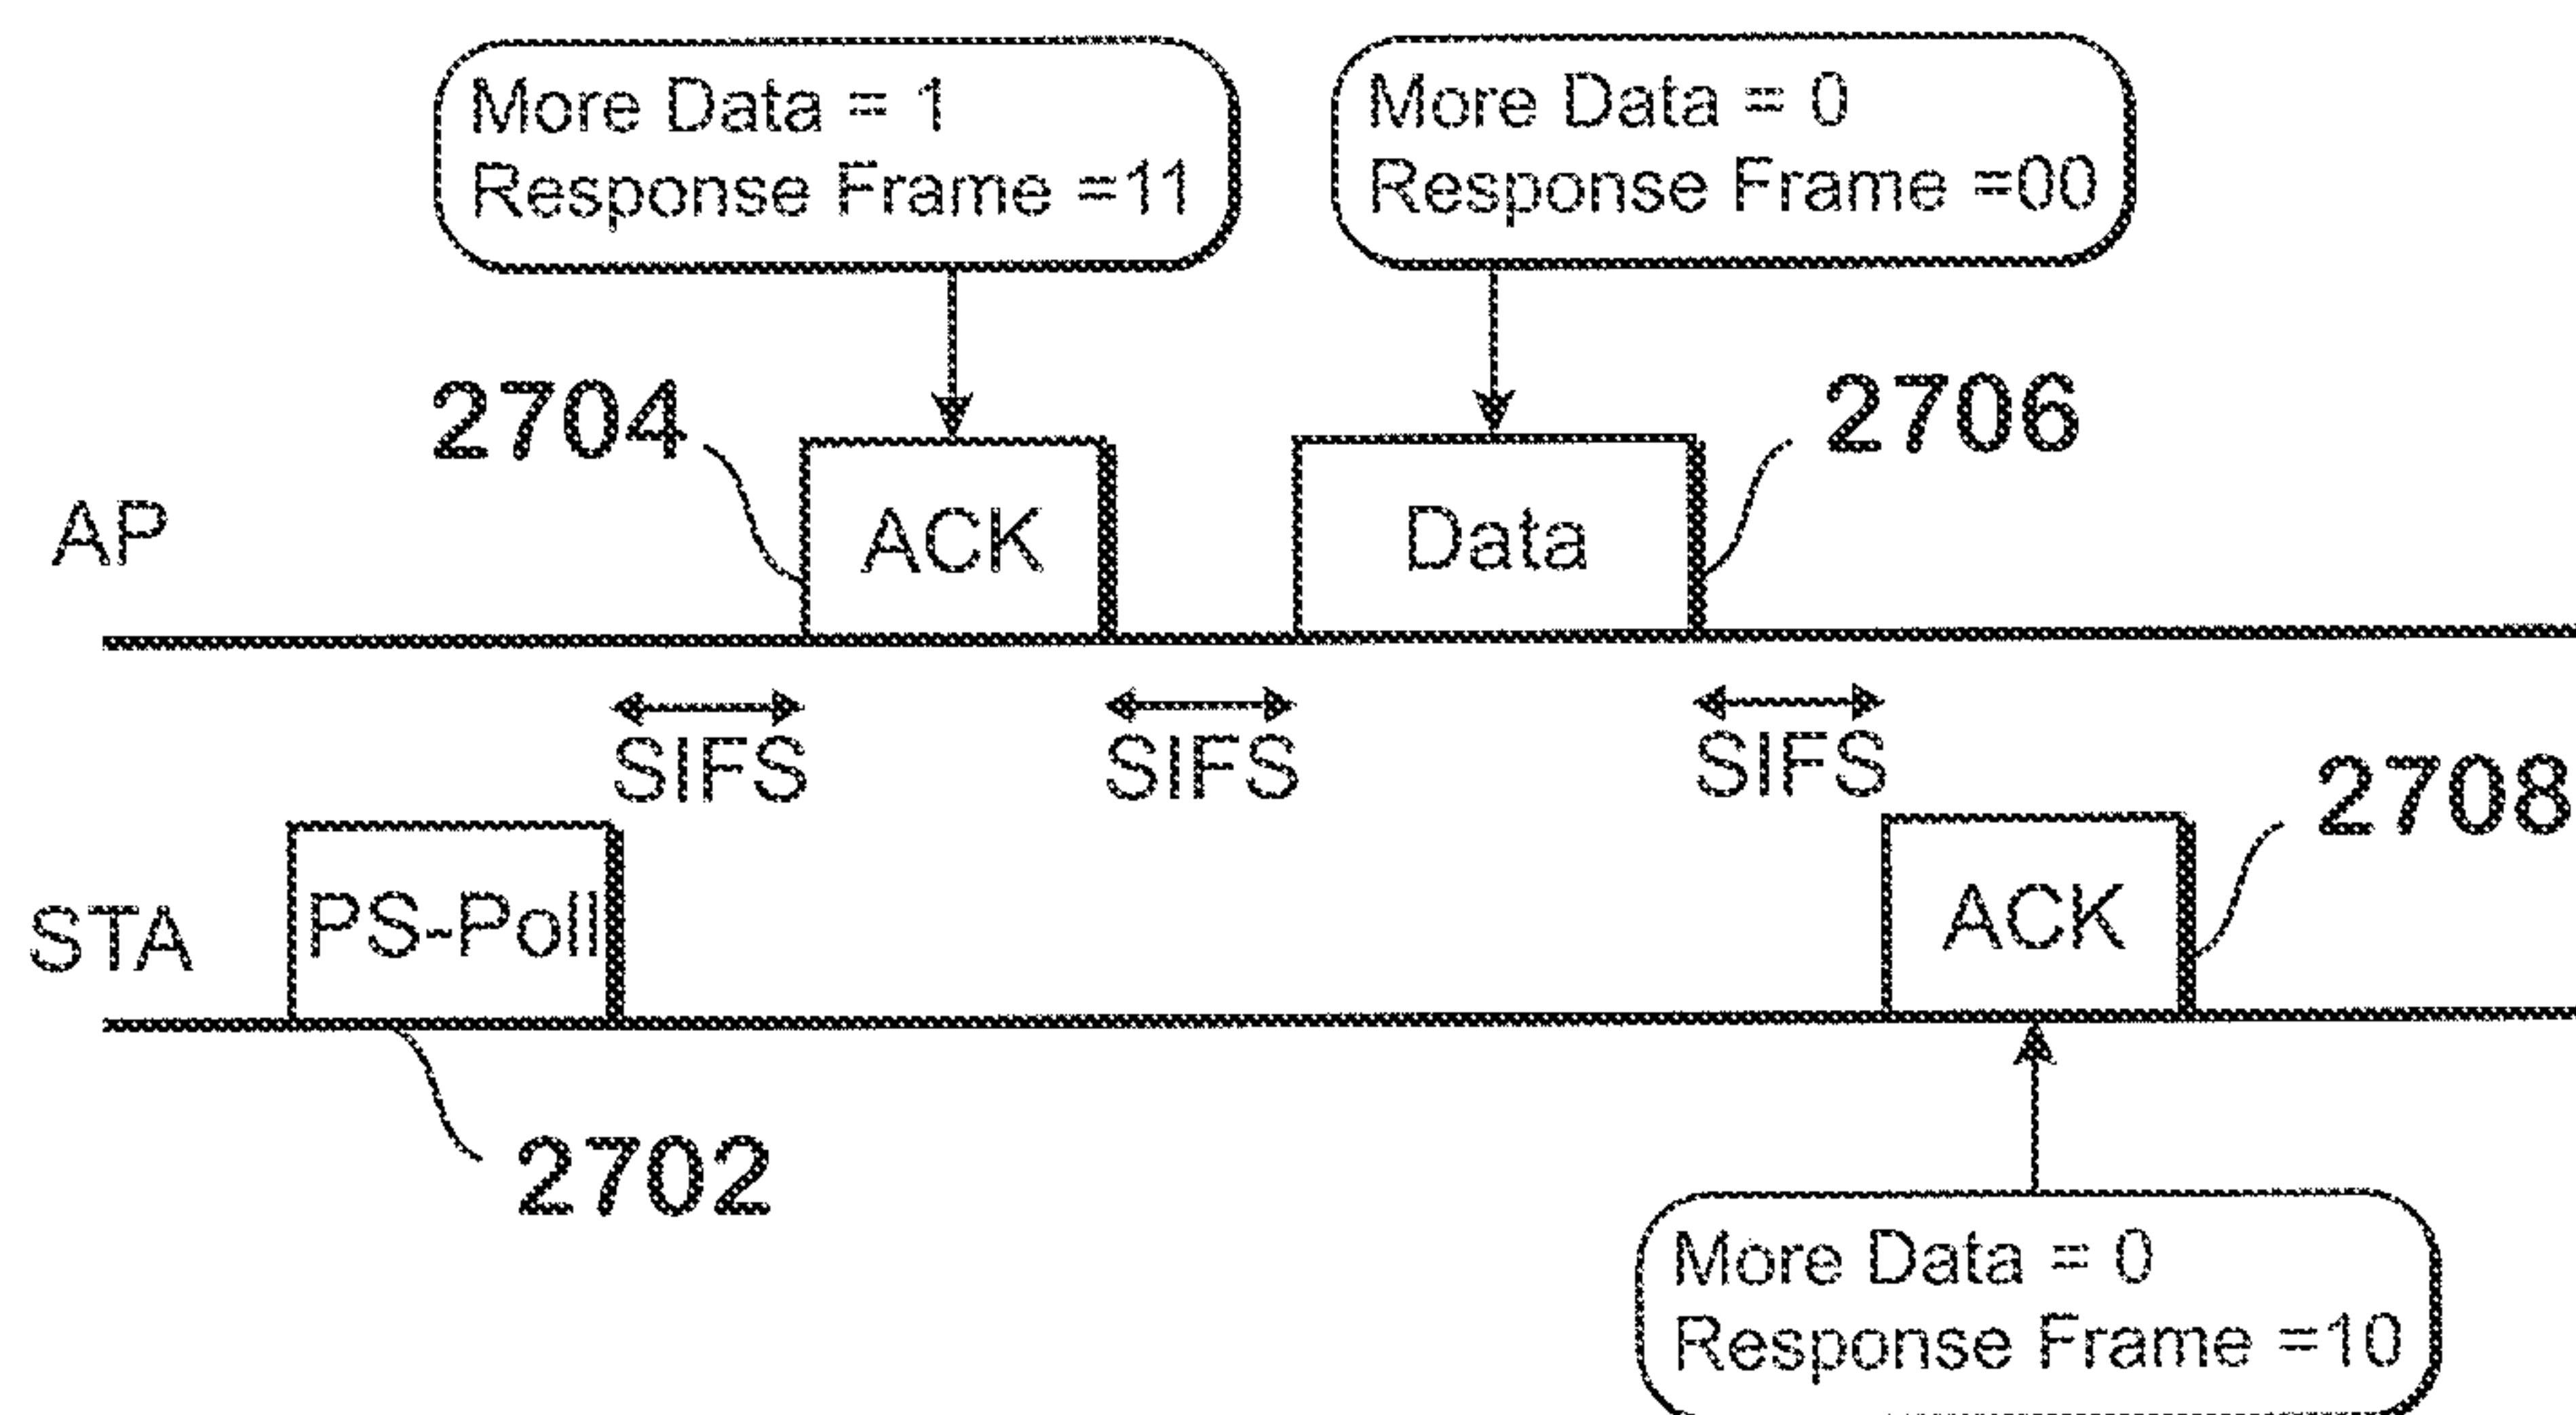 More Data = 1
Response Frame =11
More Data = 0
Response Frame =00
2704
2706
AP
ACK
Data
SIFS
SIFS
SIFS
2708
STA
PS-Poll
ACK
2702
More Data = 0
Response Frame =10